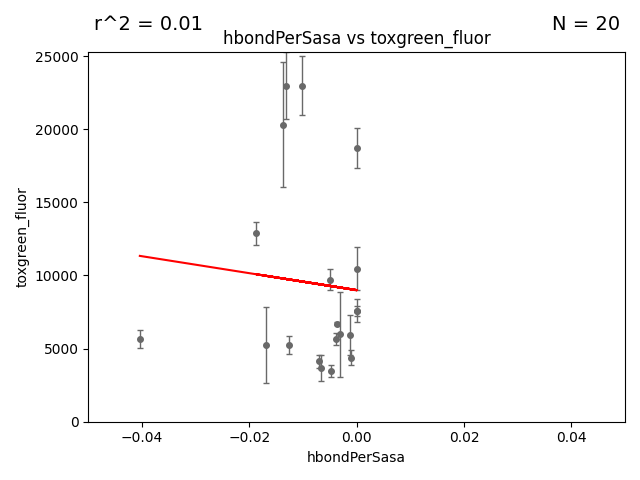 r^2 = 0.01
N = 20
hbondPerSasa vs toxgreen_fluor
25000
20000
15000
10000
5000
0
toxgreen_fluor
−0.04
−0.02
0.00
0.02
0.04
hbondPerSasa